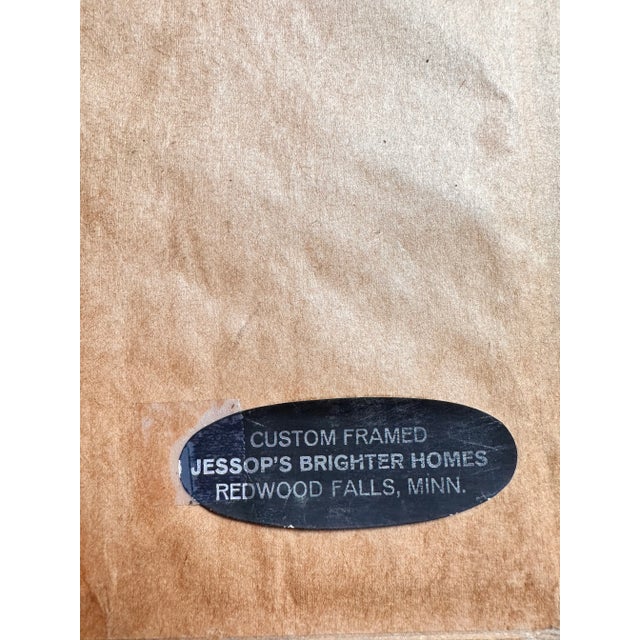 CUSTOM FRAMED
JESSOP'S BRIGHTER HOMES
REDWOOD FALLS, MINN.